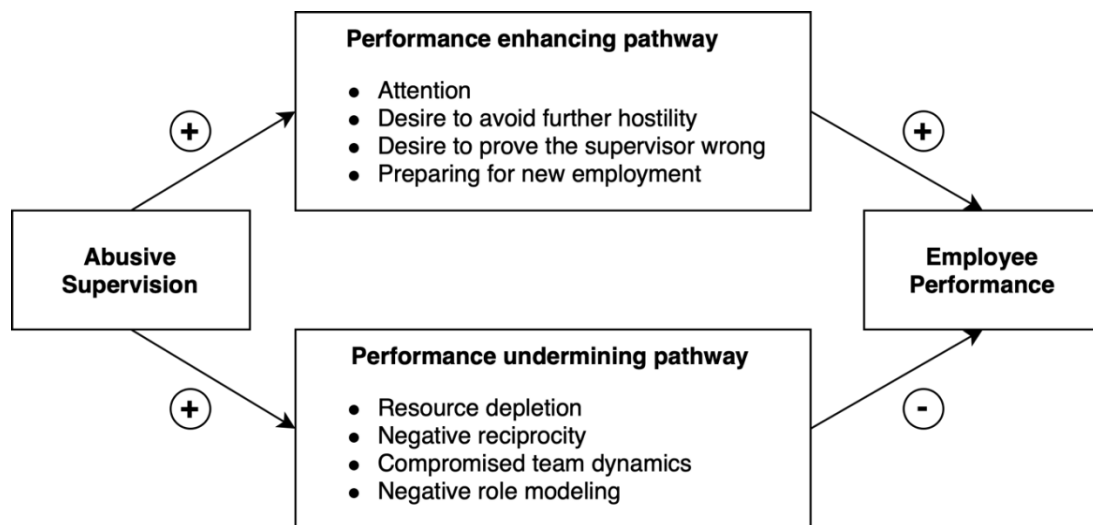 Performance enhancing pathway
● Attention
● Desire to avoid further hostility
● Desire to prove the supervisor wrong
● Preparing for new employment
+
+
Abusive
Supervision
Employee
Performance
Performance undermining pathway
● Resource depletion
● Negative reciprocity
● Compromised team dynamics
● Negative role modeling
+
-